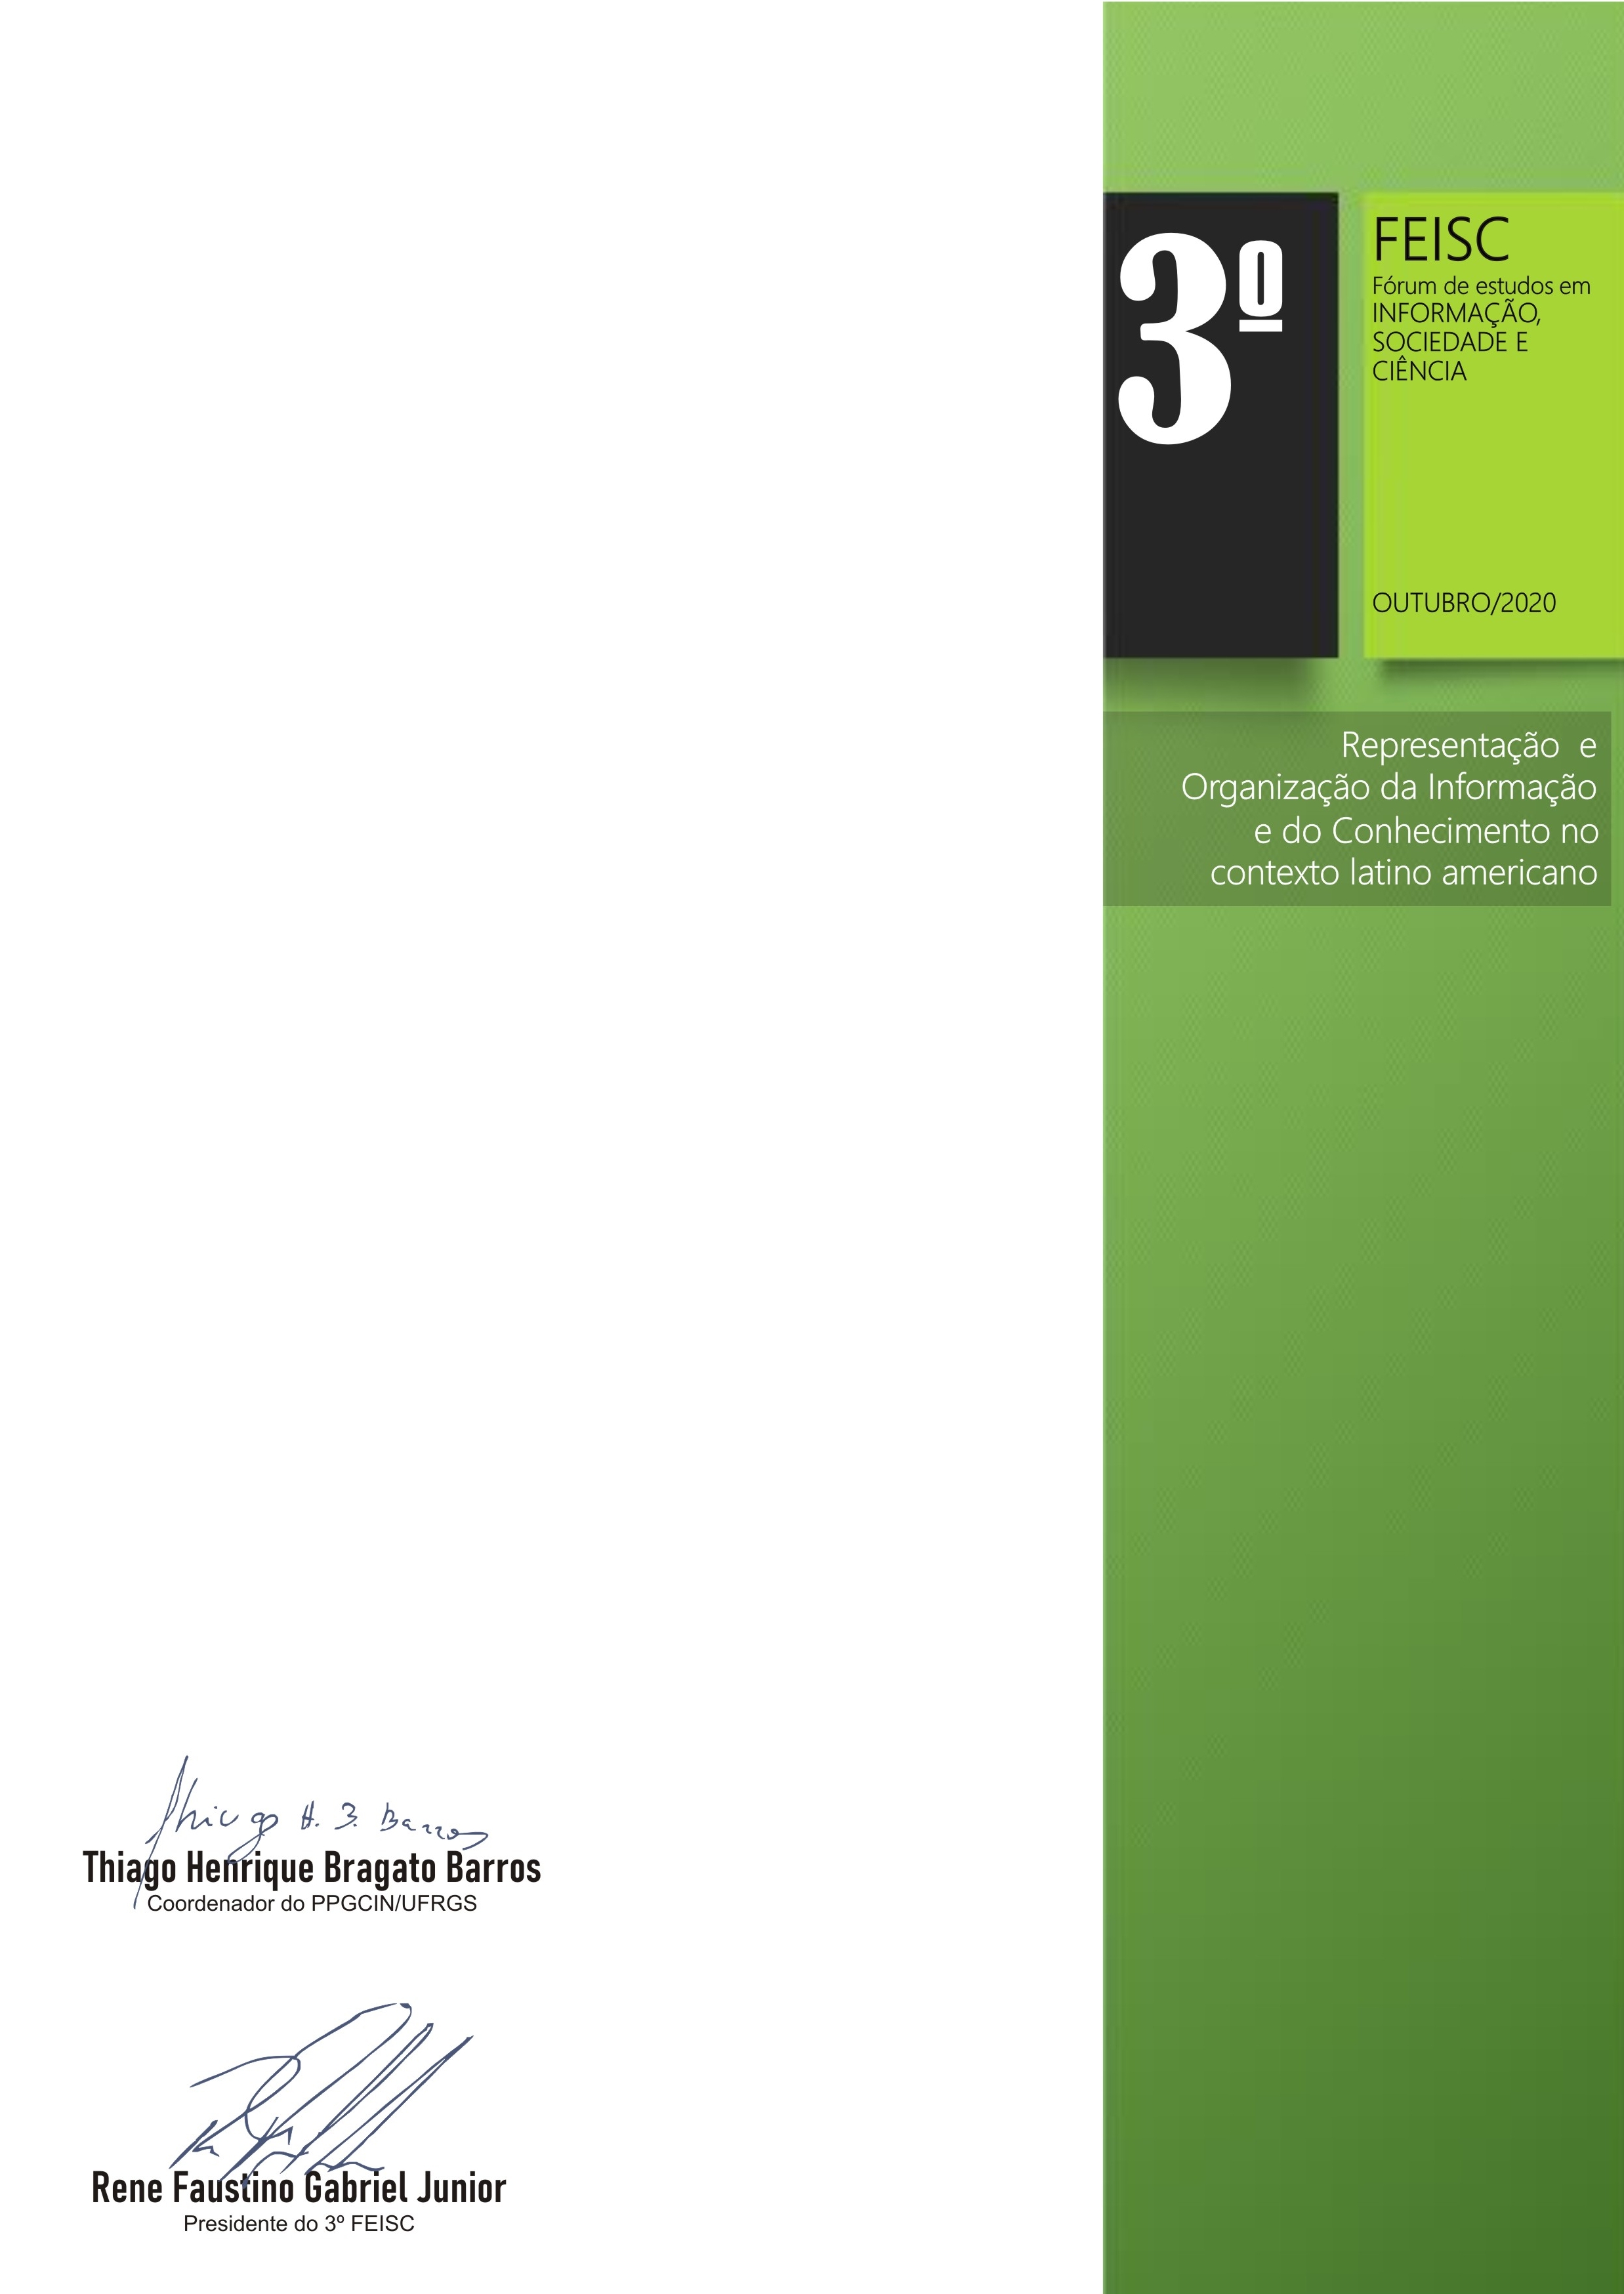 3º
FEISC
Fórum de estudos em
INFORMAÇÃO,
SOCIEDADE E
CIÊNCIA
OUTUBRO/2020
Representação e
Organização da Informação
e do Conhecimento no
contexto latino americano
Thiago H. B. Barros
Thiago Henrique Bragato Barros
Coordenador do PPGCIN/UFRGS
Rene Faustino Gabriel Junior
Presidente do 3º FEISC